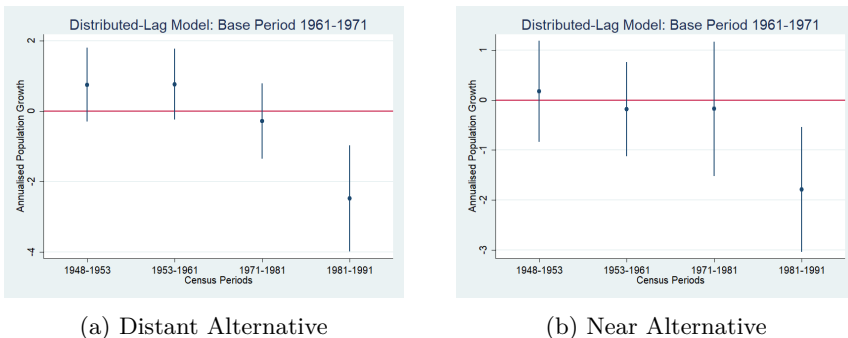 Distributed-Lag Model: Base Period 1961-1971
Annualised Population Growth
2
0
-2
-4
1948-1953 1953-1961 1971-1981 1981-1991
Census Periods
(a) Distant Alternative
Distributed-Lag Model: Base Period 1961-1971
Annualised Population Growth
1
0
-1
-2
-3
1948-1953 1953-1961 1971-1981 1981-1991
Census Periods
(b) Near Alternative